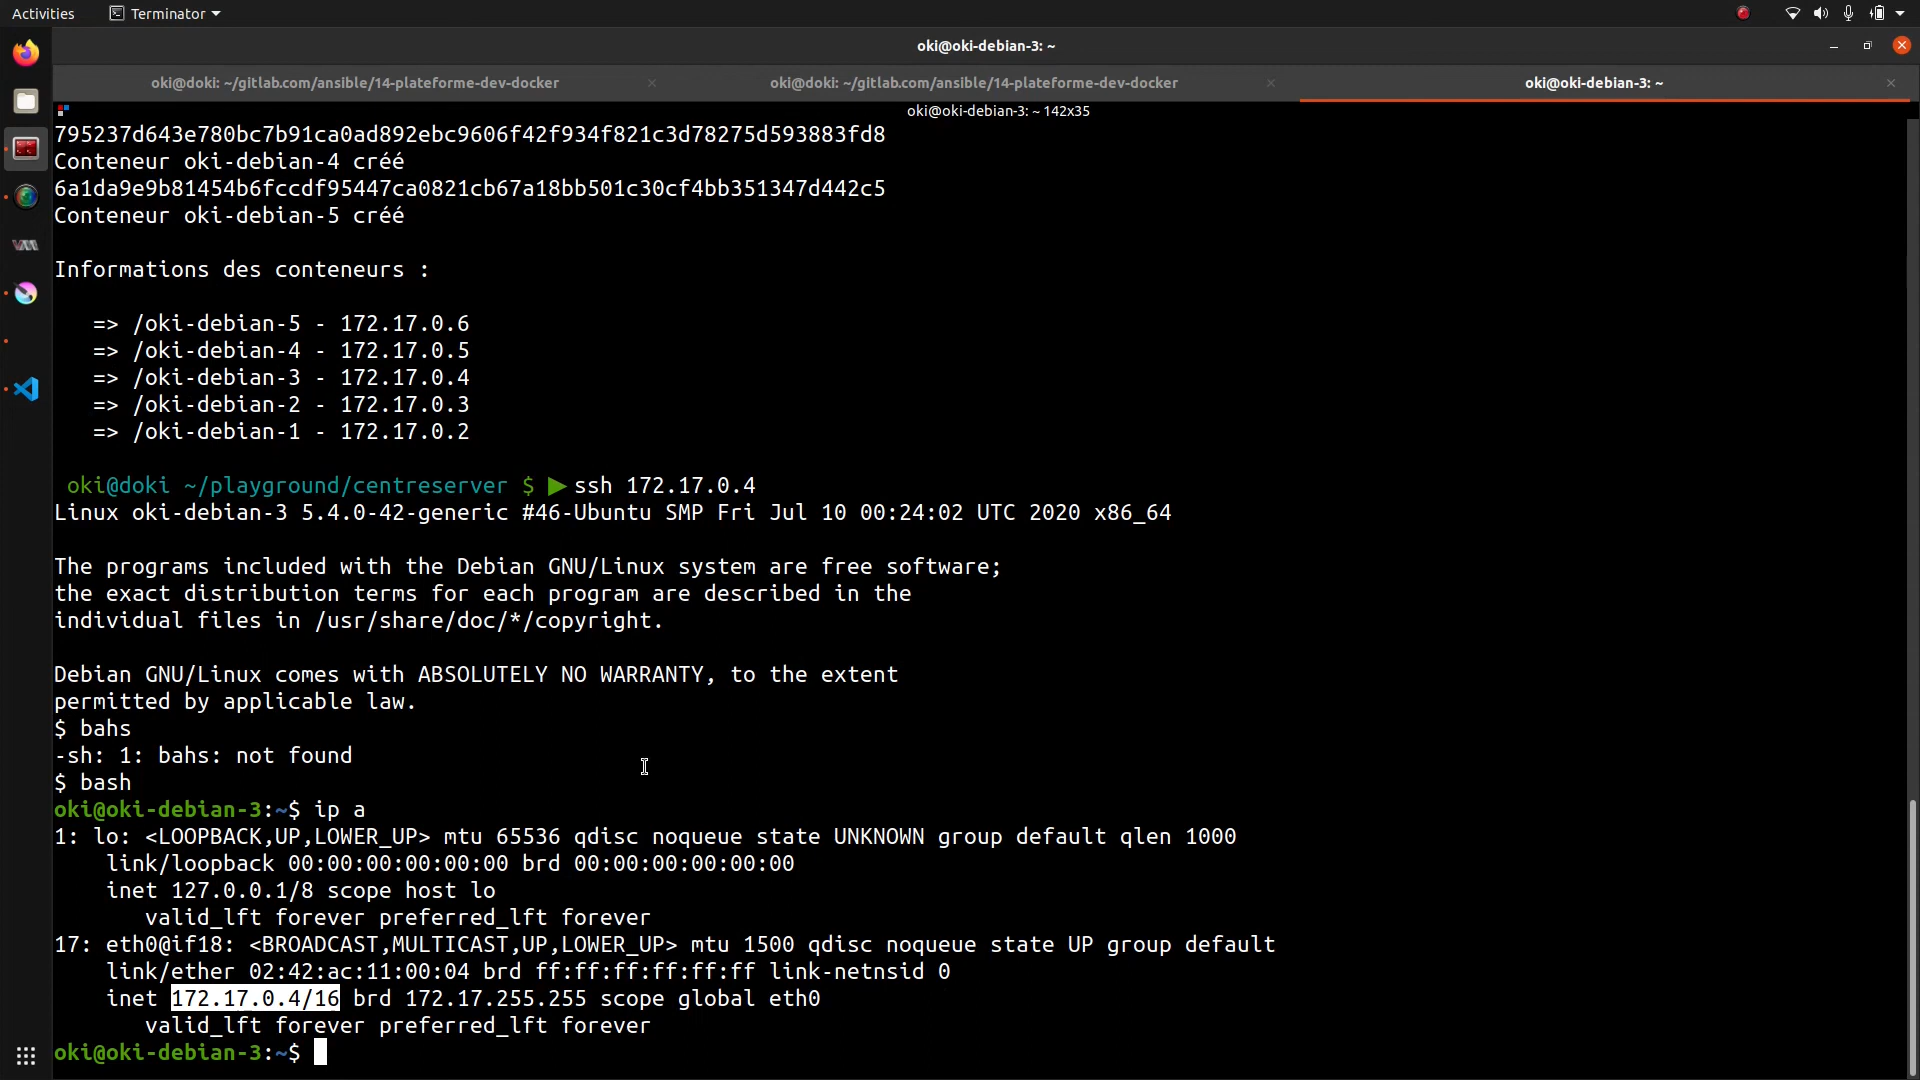 Activities
Terminator
oki@oki-debian-3: ~
oki@doki: ~/gitlab.com/ansible/14-plateforme-dev-docker
oki@doki: ~/gitlab.com/ansible/14-plateforme-dev-docker
oki@oki-debian-3: ~
oki@oki-debian-3: ~ 142x35
795237d643e780bc7b91ca0ad892ebc9606f42f934f821c3d78275d593883fd8
Conteneur oki-debian-4 créé
6a1da9e9b81454b6fccdf95447ca0821cb67a18bb501c30cf4bb351347d442c5
Conteneur oki-debian-5 créé
Informations des conteneurs :
=> /oki-debian-5 - 172.17.0.6
=> /oki-debian-4 - 172.17.0.5
=> /oki-debian-3 - 172.17.0.4
=> /oki-debian-2 - 172.17.0.3
=> /oki-debian-1 - 172.17.0.2
oki@doki ~/playground/centreserver $ ▶ ssh 172.17.0.4
Linux oki-debian-3 5.4.0-42-generic #46-Ubuntu SMP Fri Jul 10 00:24:02 UTC 2020 x86_64
The programs included with the Debian GNU/Linux system are free software;
the exact distribution terms for each program are described in the
individual files in /usr/share/doc/*/copyright.
Debian GNU/Linux comes with ABSOLUTELY NO WARRANTY, to the extent
permitted by applicable law.
$ bahs
-sh: 1: bahs: not found
$ bash
oki@oki-debian-3:~$ ip a
1: lo: <LOOPBACK,UP,LOWER_UP> mtu 65536 qdisc noqueue state UNKNOWN group default qlen 1000
link/loopback 00:00:00:00:00:00 brd 00:00:00:00:00:00
inet 127.0.0.1/8 scope host lo
valid_lft forever preferred_lft forever
17: eth0@if18: <BROADCAST,MULTICAST,UP,LOWER_UP> mtu 1500 qdisc noqueue state UP group default
link/ether 02:42:ac:11:00:04 brd ff:ff:ff:ff:ff:ff link-netnsid 0
inet 172.17.0.4/16 brd 172.17.255.255 scope global eth0
valid_lft forever preferred_lft forever
oki@oki-debian-3:~$